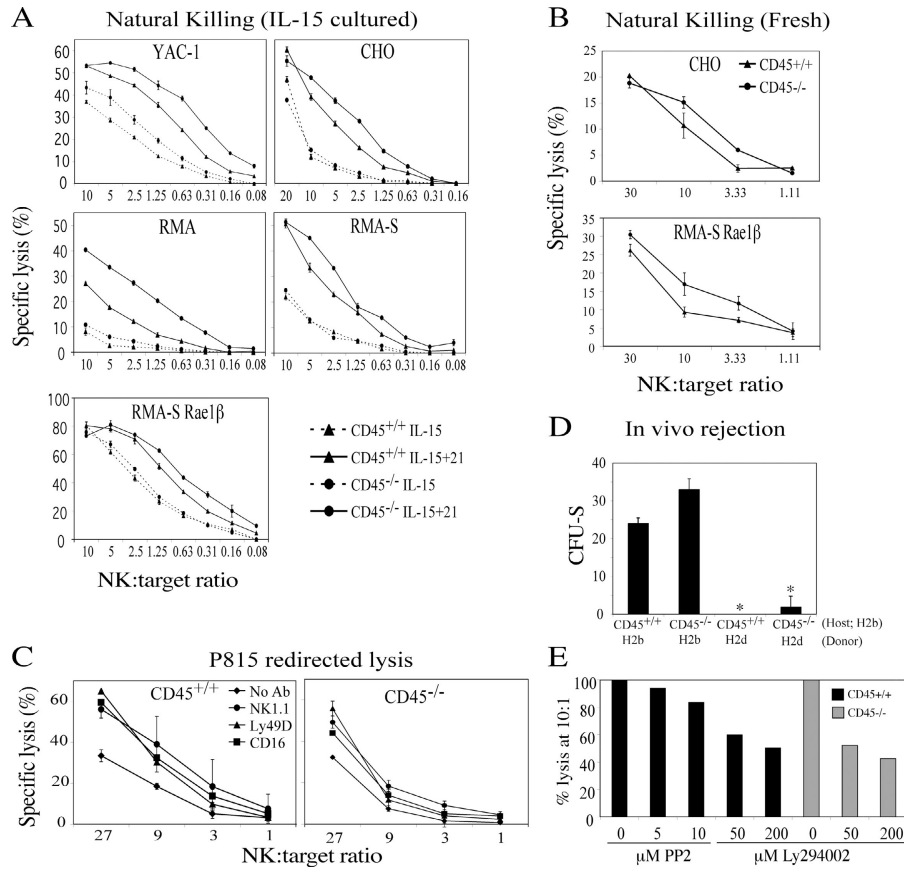 A
Natural Killing (IL-15 cultured)
YAC-1
CHO
60
50
40
30
20
10
0
10 5 2.5 1.25 0.63 0.31 0.16 0.08
20 10 5 2.5 1.25 0.63 0.31 0.16
Specific lysis (%)
RMA
RMA-S
50
40
30
20
10
0
10 5 2.5 1.25 0.63 0.31 0.16 0.08
10 5 2.5 1.25 0.63 0.31 0.16 0.08
RMA-S Rae1β
100
80
60
40
20
0
10 5 2.5 1.25 0.63 0.31 0.16 0.08
NK:target ratio
CD45+/+ IL-15
CD45+/+ IL-15+21
CD45-/- IL-15
CD45-/- IL-15+21
B
Natural Killing (Fresh)
CHO
CD45+/+
CD45-/-
25
20
15
10
5
0
30 10 3.33 1.11
Specific lysis (%)
RMA-S Rae1β
35
30
25
20
15
10
5
0
30 10 3.33 1.11
NK:target ratio
D
In vivo rejection
CFU-S
40
30
20
10
0
* *
CD45+/+ CD45-/- CD45+/+ CD45-/- (Host; H2b)
H2b H2b H2d H2d (Donor)
C
P815 redirected lysis
Specific lysis (%)
CD45+/+
No Ab
NK1.1
Ly49D
CD16
CD45-/-
60
40
20
0
27 9 3 1
27 9 3 1
NK:target ratio
E
% lysis at 10:1
100
80
60
40
100
0
CD45+/+
CD45-/-
0 5 10 50 200 0 50 200
μM PP2 μM Ly294002